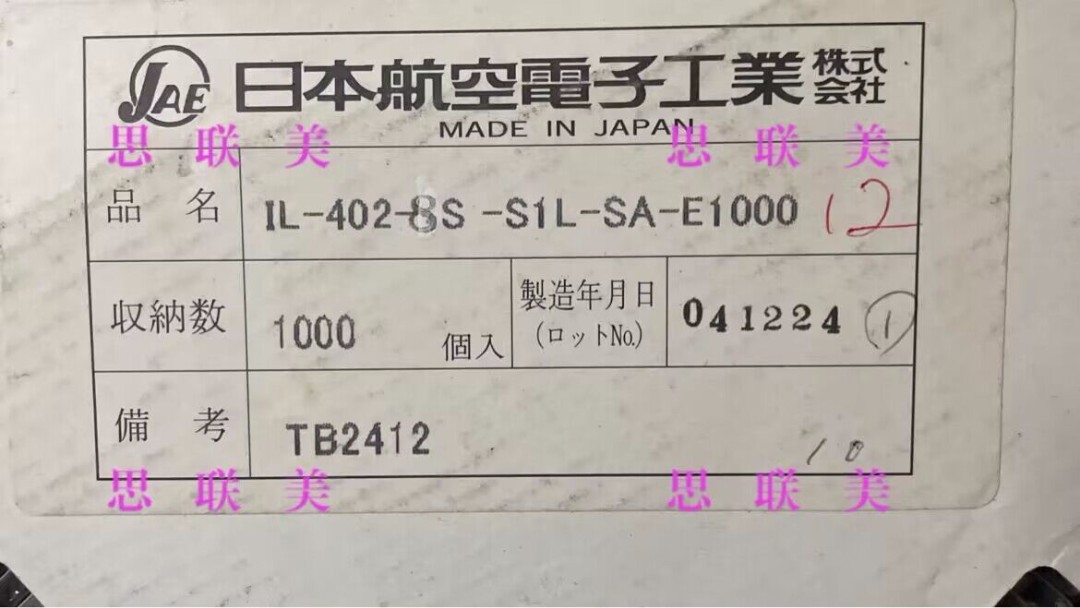 JAE 日本航空電子工業 株式会社
MADE IN JAPAN
思联美 思联美
品名 IL-402-8S -S1L-SA-E1000 12
収納数 1000 個入 製造年月日 (ロットNo.) 041224 ①
備考 TB2412 10
思联美 思联美